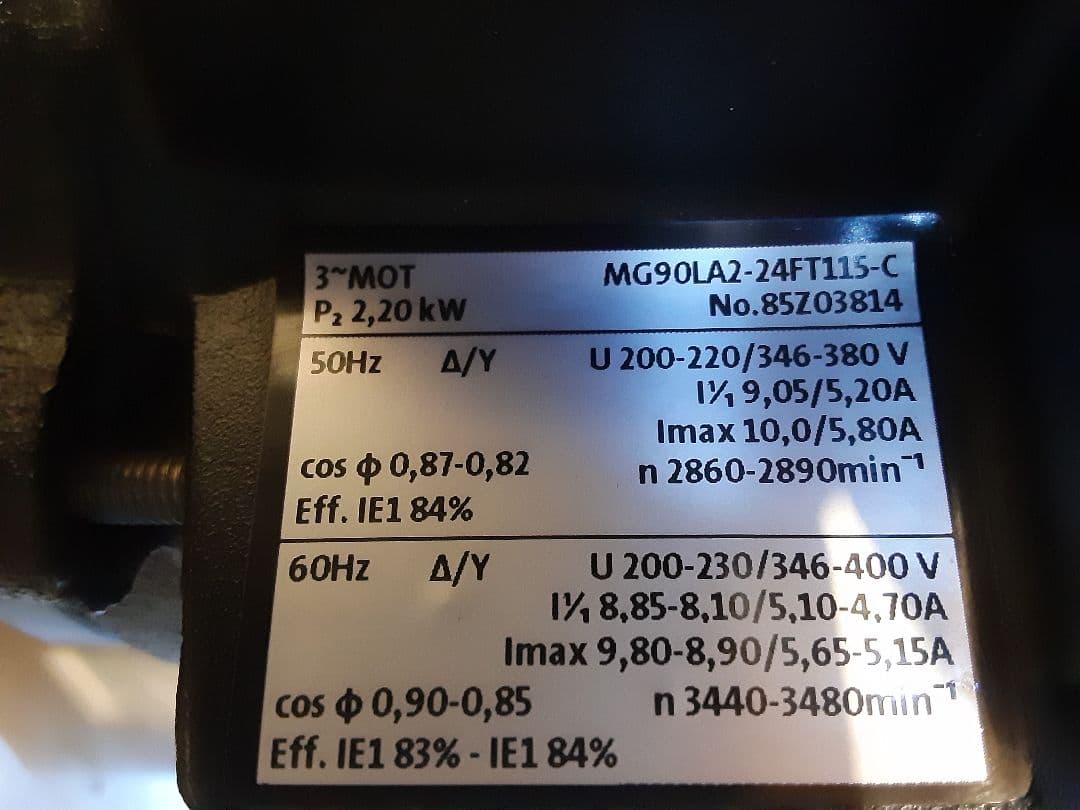 3~MOT MG90LA2-24FT115-C
P₂ 2,20 kW No.85Z03814
50Hz Δ/Y U 200-220/346-380 V
I⅟₁ 9,05/5,20A
Imax 10,0/5,80A
cos φ 0,87-0,82 n 2860-2890min⁻¹
Eff. IE1 84%
60Hz Δ/Y U 200-230/346-400 V
I⅟₁ 8,85-8,10/5,10-4,70A
Imax 9,80-8,90/5,65-5,15A
cos φ 0,90-0,85 n 3440-3480min⁻¹
Eff. IE1 83% - IE1 84%